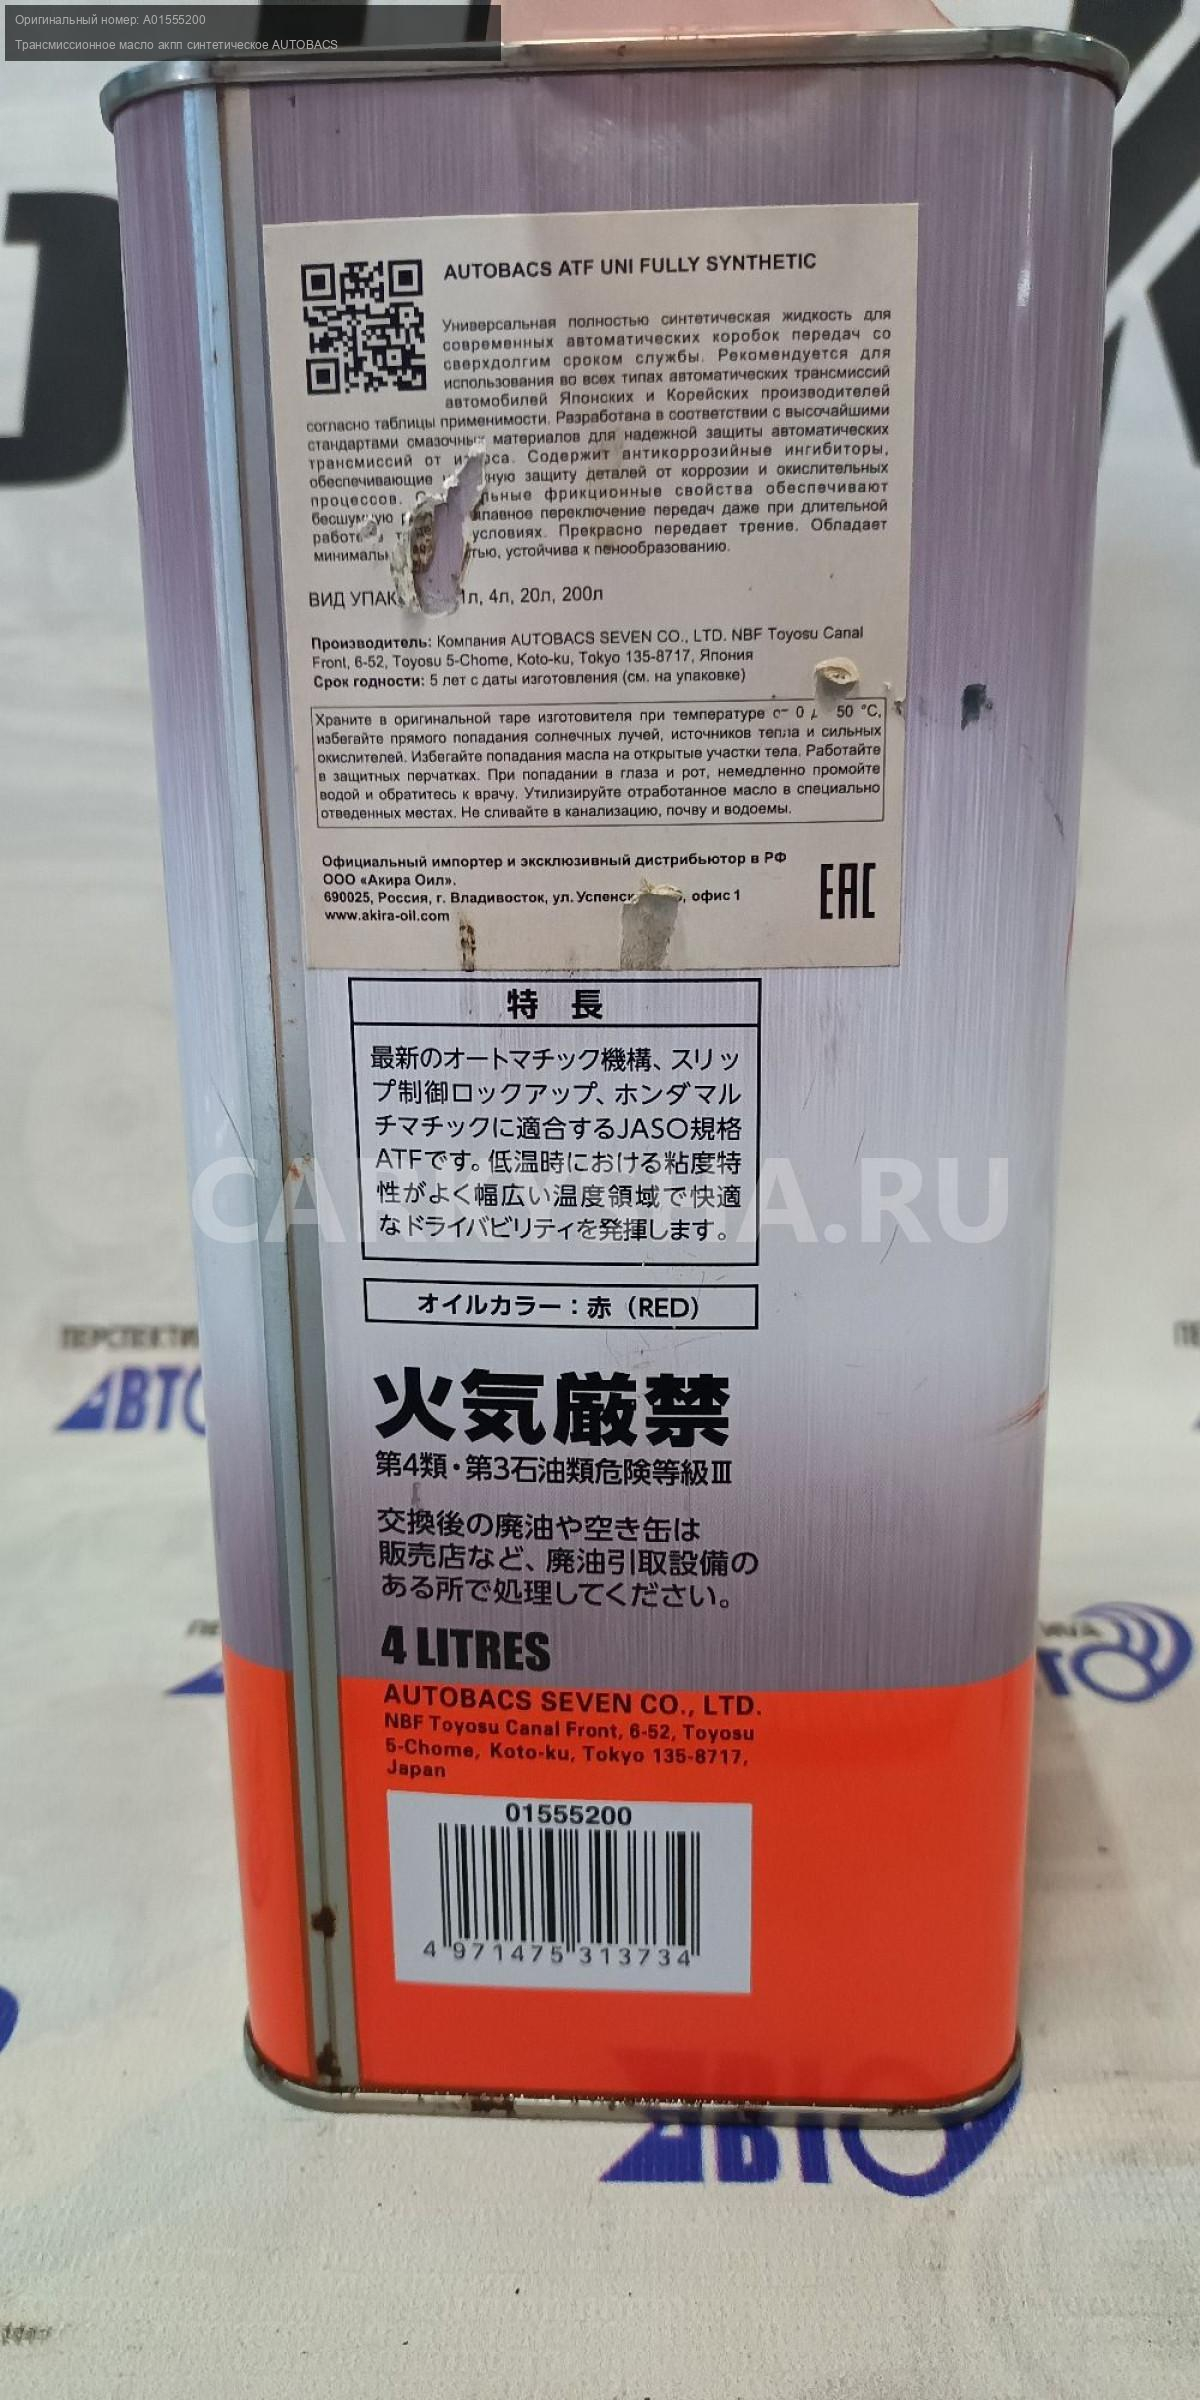 Оригинальный номер: A01555200
Трансмиссионное масло акпп синтетическое AUTOBACS
AUTOBACS ATF UNI FULLY SYNTHETIC
Универсальная полностью синтетическая жидкость для
современных автоматических коробок передач со
сверхдолгим сроком службы. Рекомендуется для
использования во всех типах автоматических трансмиссий
автомобилей Японских и Корейских производителей
согласно таблицы применимости. Разработана в соответствии с высочайшими
стандартами смазочных материалов для надежной защиты автоматических
трансмиссий от Содержит антикоррозийные ингибиторы,
обеспечивающие защиту деталей от коррозии и окислительных
процессов. фрикционные свойства обеспечивают
бесшумную плавное переключение передач даже при длительной
условиях. Прекрасно передает трение. Обладает
устойчива к пенообразованию.
ВИД 1л, 4л, 20л, 200л
Производитель: Компания AUTOBACS SEVEN CO., LTD. NBF Toyosu Canal
Front, 6-52, Toyosu 5-Chome, Koto-ku, Tokyo 135-8717, Япония
Срок годности: 5 лет с даты изготовления (см. на упаковке)
Храните в оригинальной таре изготовителя при температуре 0 50 °C,
избегайте прямого попадания солнечных лучей, источников тепла и сильных
окислителей. Избегайте попадания масла на открытые участки тела. Работайте
в защитных перчатках. При попадании в глаза и рот, немедленно промойте
водой и обратитесь к врачу. Утилизируйте отработанное масло в специально
отведенных местах. Не сливайте в канализацию, почву и водоемы.
Официальный импортер и эксклюзивный дистрибьютор в РФ
ООО «Акира Оил».
690025, Россия, г. Владивосток, ул. офис 1
www.akira-oil.com
EAC
特 長
最新のオートマチック機構、スリッ
プ制御ロックアップ、ホンダマル
チマチックに適合するJASO規格
ATFです。低温時における粘度特
性がよく幅広い温度領域で快適
なドライバビリティを発揮します。
CARKYCHA.RU
オイルカラー：赤（RED）
火気厳禁
第4類・第3石油類危険等級Ⅲ
交換後の廃油や空き缶は
販売店など、廃油引取設備の
ある所で処理してください。
4 LITRES
AUTOBACS SEVEN CO., LTD.
NBF Toyosu Canal Front, 6-52, Toyosu
5-Chome, Koto-ku, Tokyo 135-8717,
Japan
01555200
4 971475 313734
АВТО